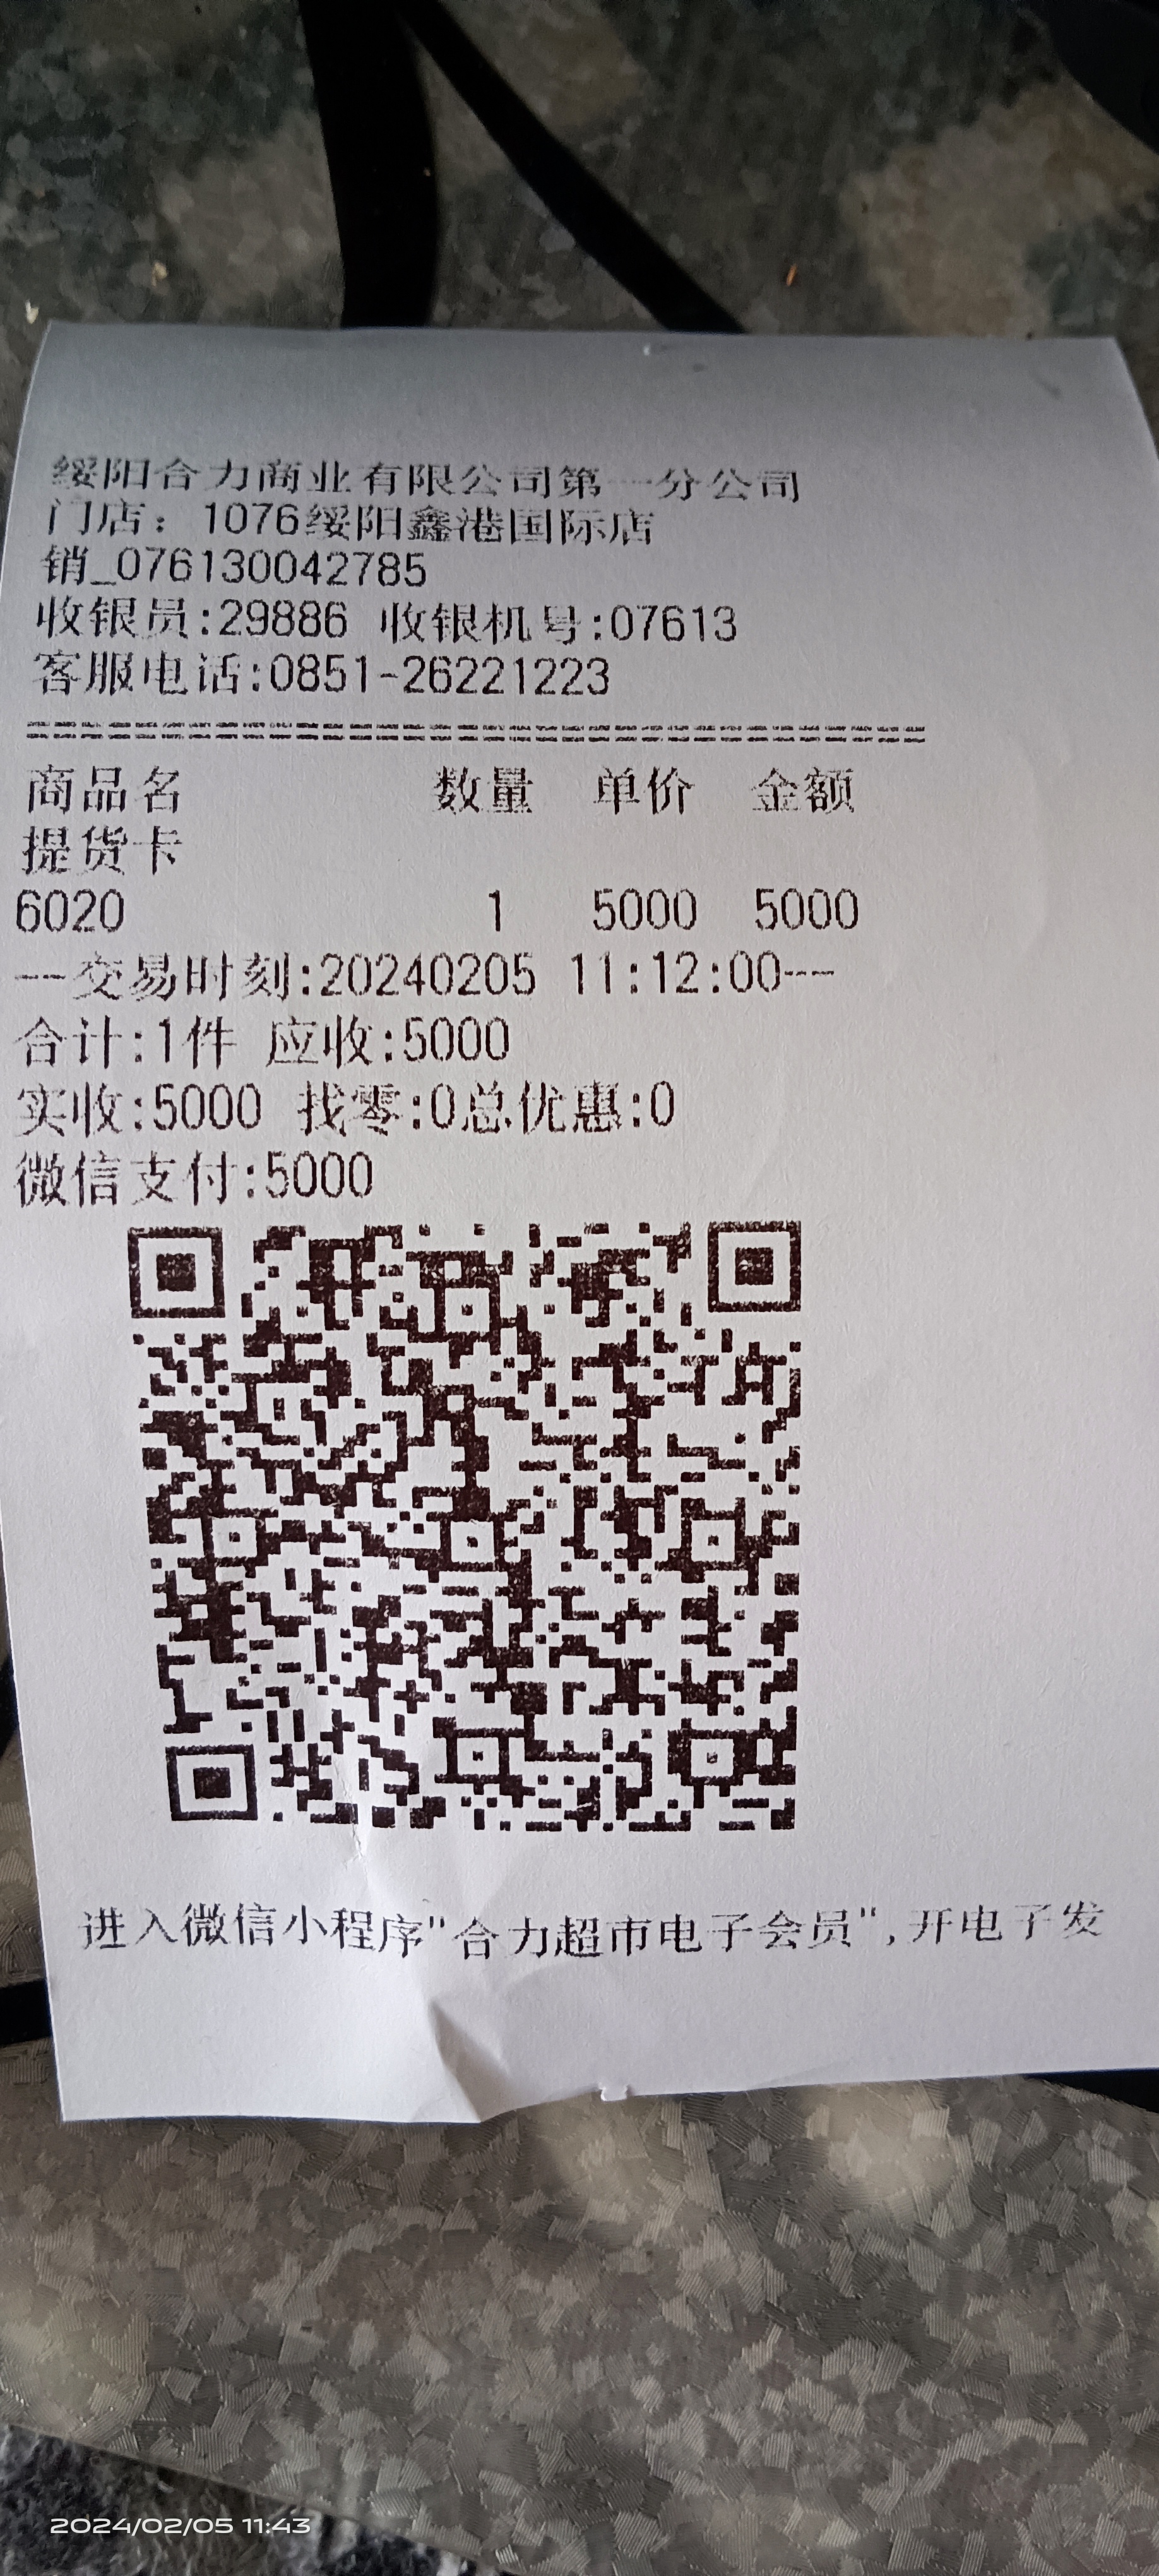 绥阳合力商业有限公司第一分公司
门店：1076绥阳鑫港国际店
销_076130042785
收银员:29886 收银机号:07613
客服电话:0851-26221223
==================================
商品名 数量 单价 金额
提货卡
6020 1 5000 5000
--交易时刻:20240205 11:12:00--
合计:1件 应收:5000
实收:5000 找零:0总优惠:0
微信支付:5000
进入微信小程序"合力超市电子会员",开电子发
2024/02/05 11:43